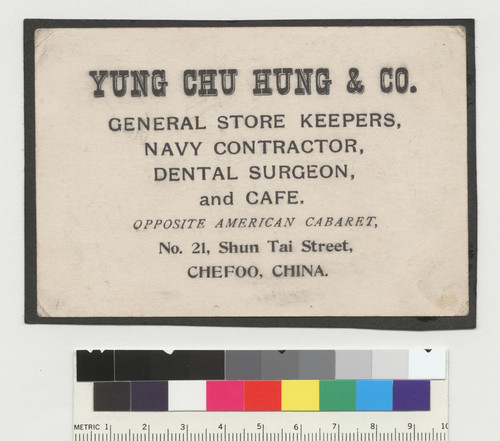 YUNG CHU HUNG & CO.
GENERAL STORE KEEPERS,
NAVY CONTRACTOR,
DENTAL SURGEON,
and CAFE.
OPPOSITE AMERICAN CABARET,
No. 21, Shun Tai Street,
CHEFOO, CHINA.
METRIC 1 2 3 4 5 6 7 8 9 10